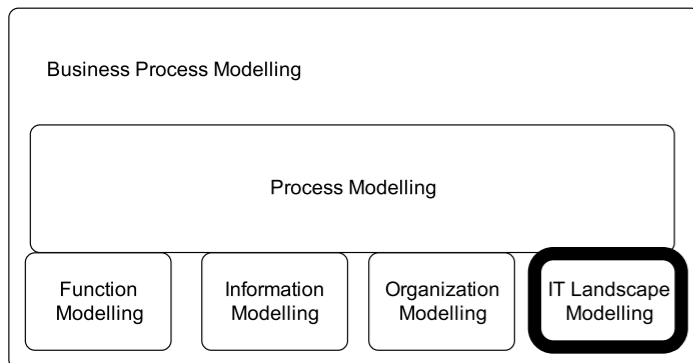 Business Process Modelling
Process Modelling
Function
Modelling
Information
Modelling
Organization
Modelling
IT Landscape
Modelling